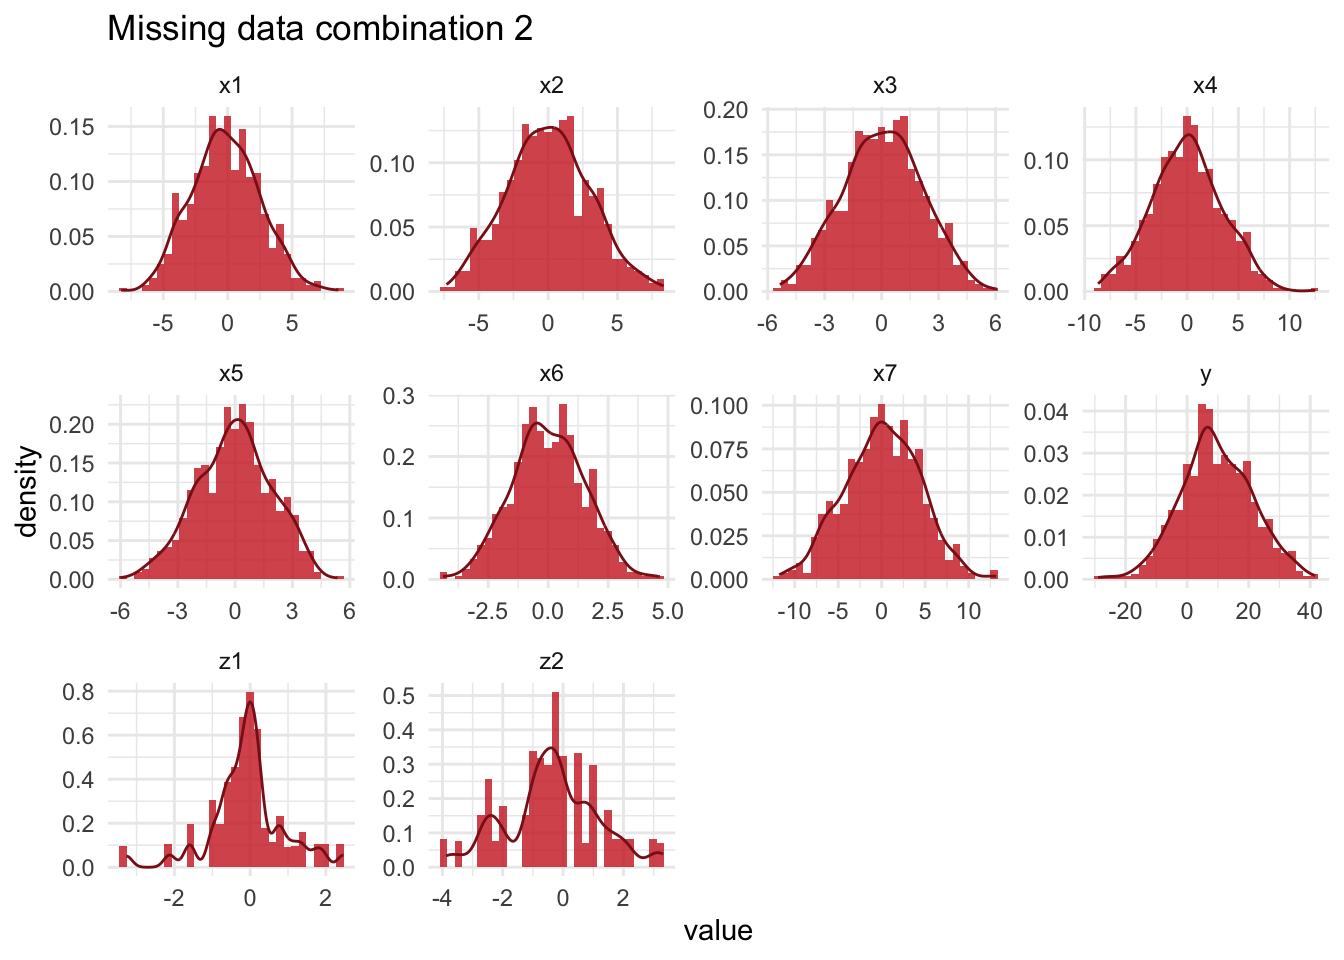 Missing data combination 2
x1
x2
x3
x4
0.15
0.10
0.05
0.00
0.10
0.05
0.00
0.20
0.15
0.10
0.05
0.00
0.10
0.05
0.00
-5 0 5
-5 0 5
-6 -3 0 3 6
-10 -5 0 5 10
x5
x6
x7
y
0.20
0.15
0.10
0.05
0.00
0.3
0.2
0.1
0.0
0.100
0.075
0.050
0.025
0.000
0.04
0.03
0.02
0.01
0.00
-6 -3 0 3 6
-2.5 0.0 2.5 5.0
-10 -5 0 5 10
-20 0 20 40
z1
z2
0.8
0.6
0.4
0.2
0.0
0.5
0.4
0.3
0.2
0.1
0.0
-2 0 2
-4 -2 0 2
density
value